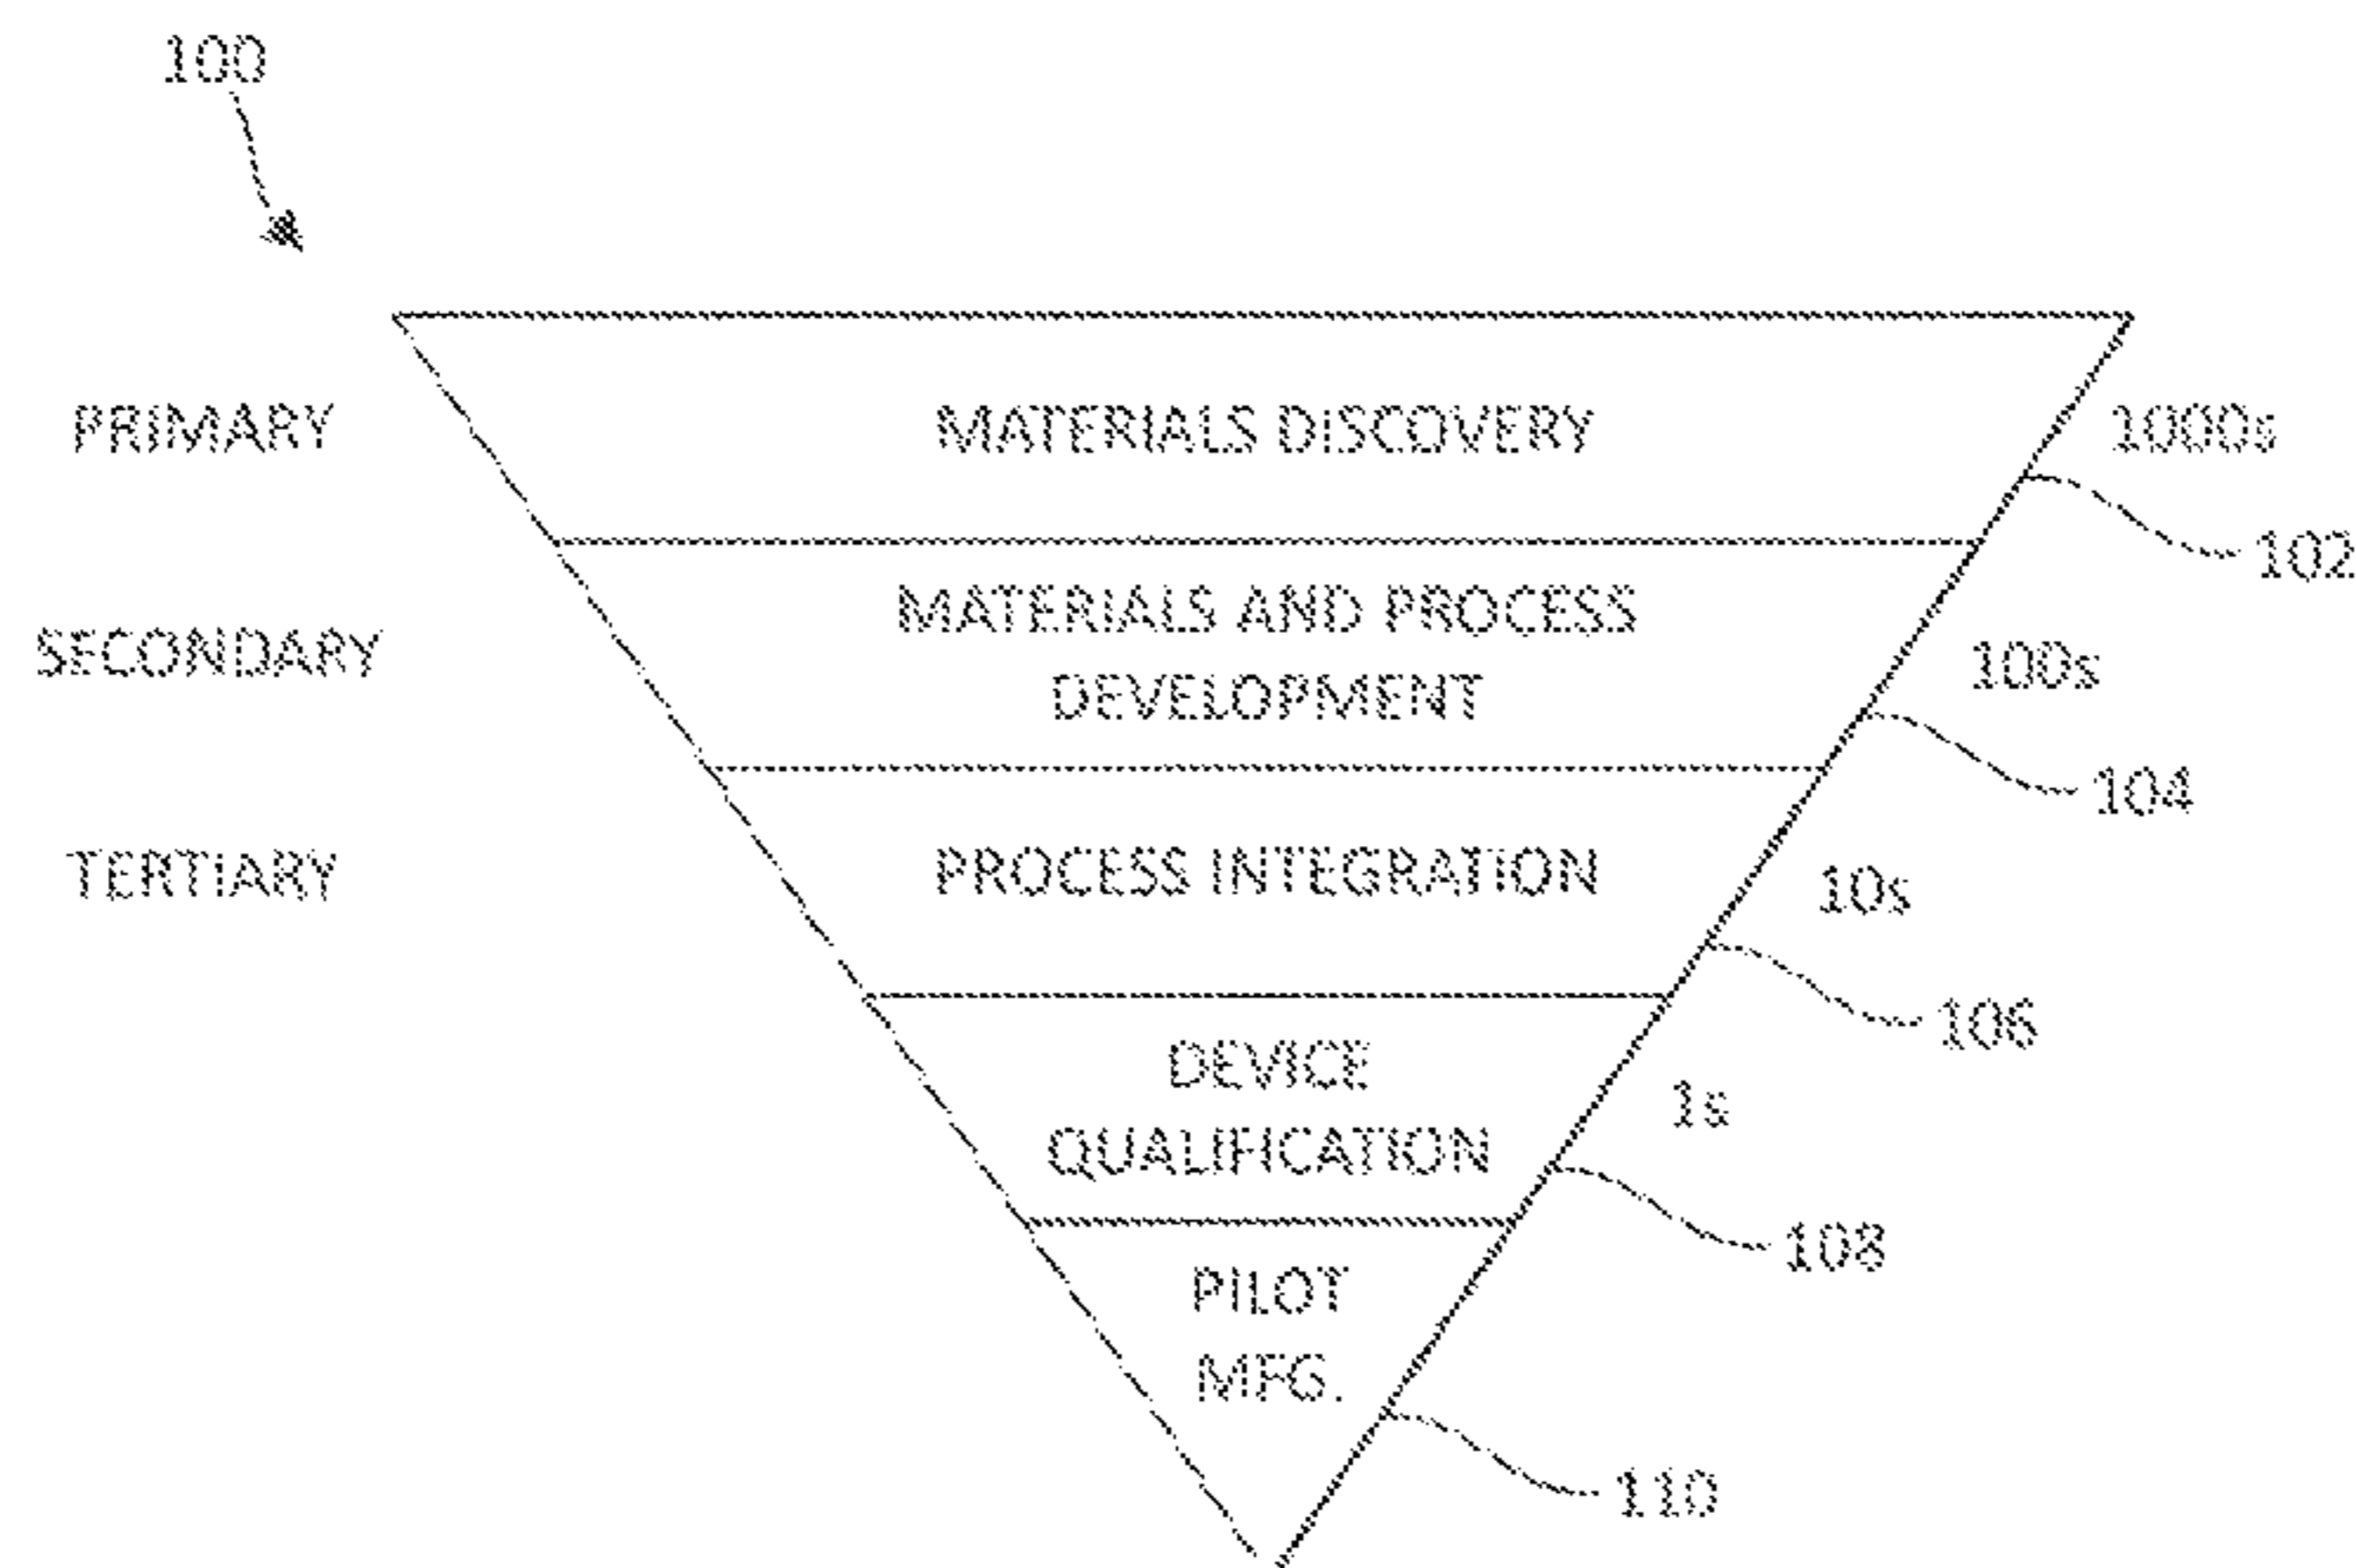 100
PRIMARY
MATERIALS DISCOVERY
1000s
102
SECONDARY
MATERIALS AND PROCESS
DEVELOPMENT
100s
104
TERTIARY
PROCESS INTEGRATION
10s
106
DEVICE
QUALIFICATION
1s
108
PILOT
MFG.
110